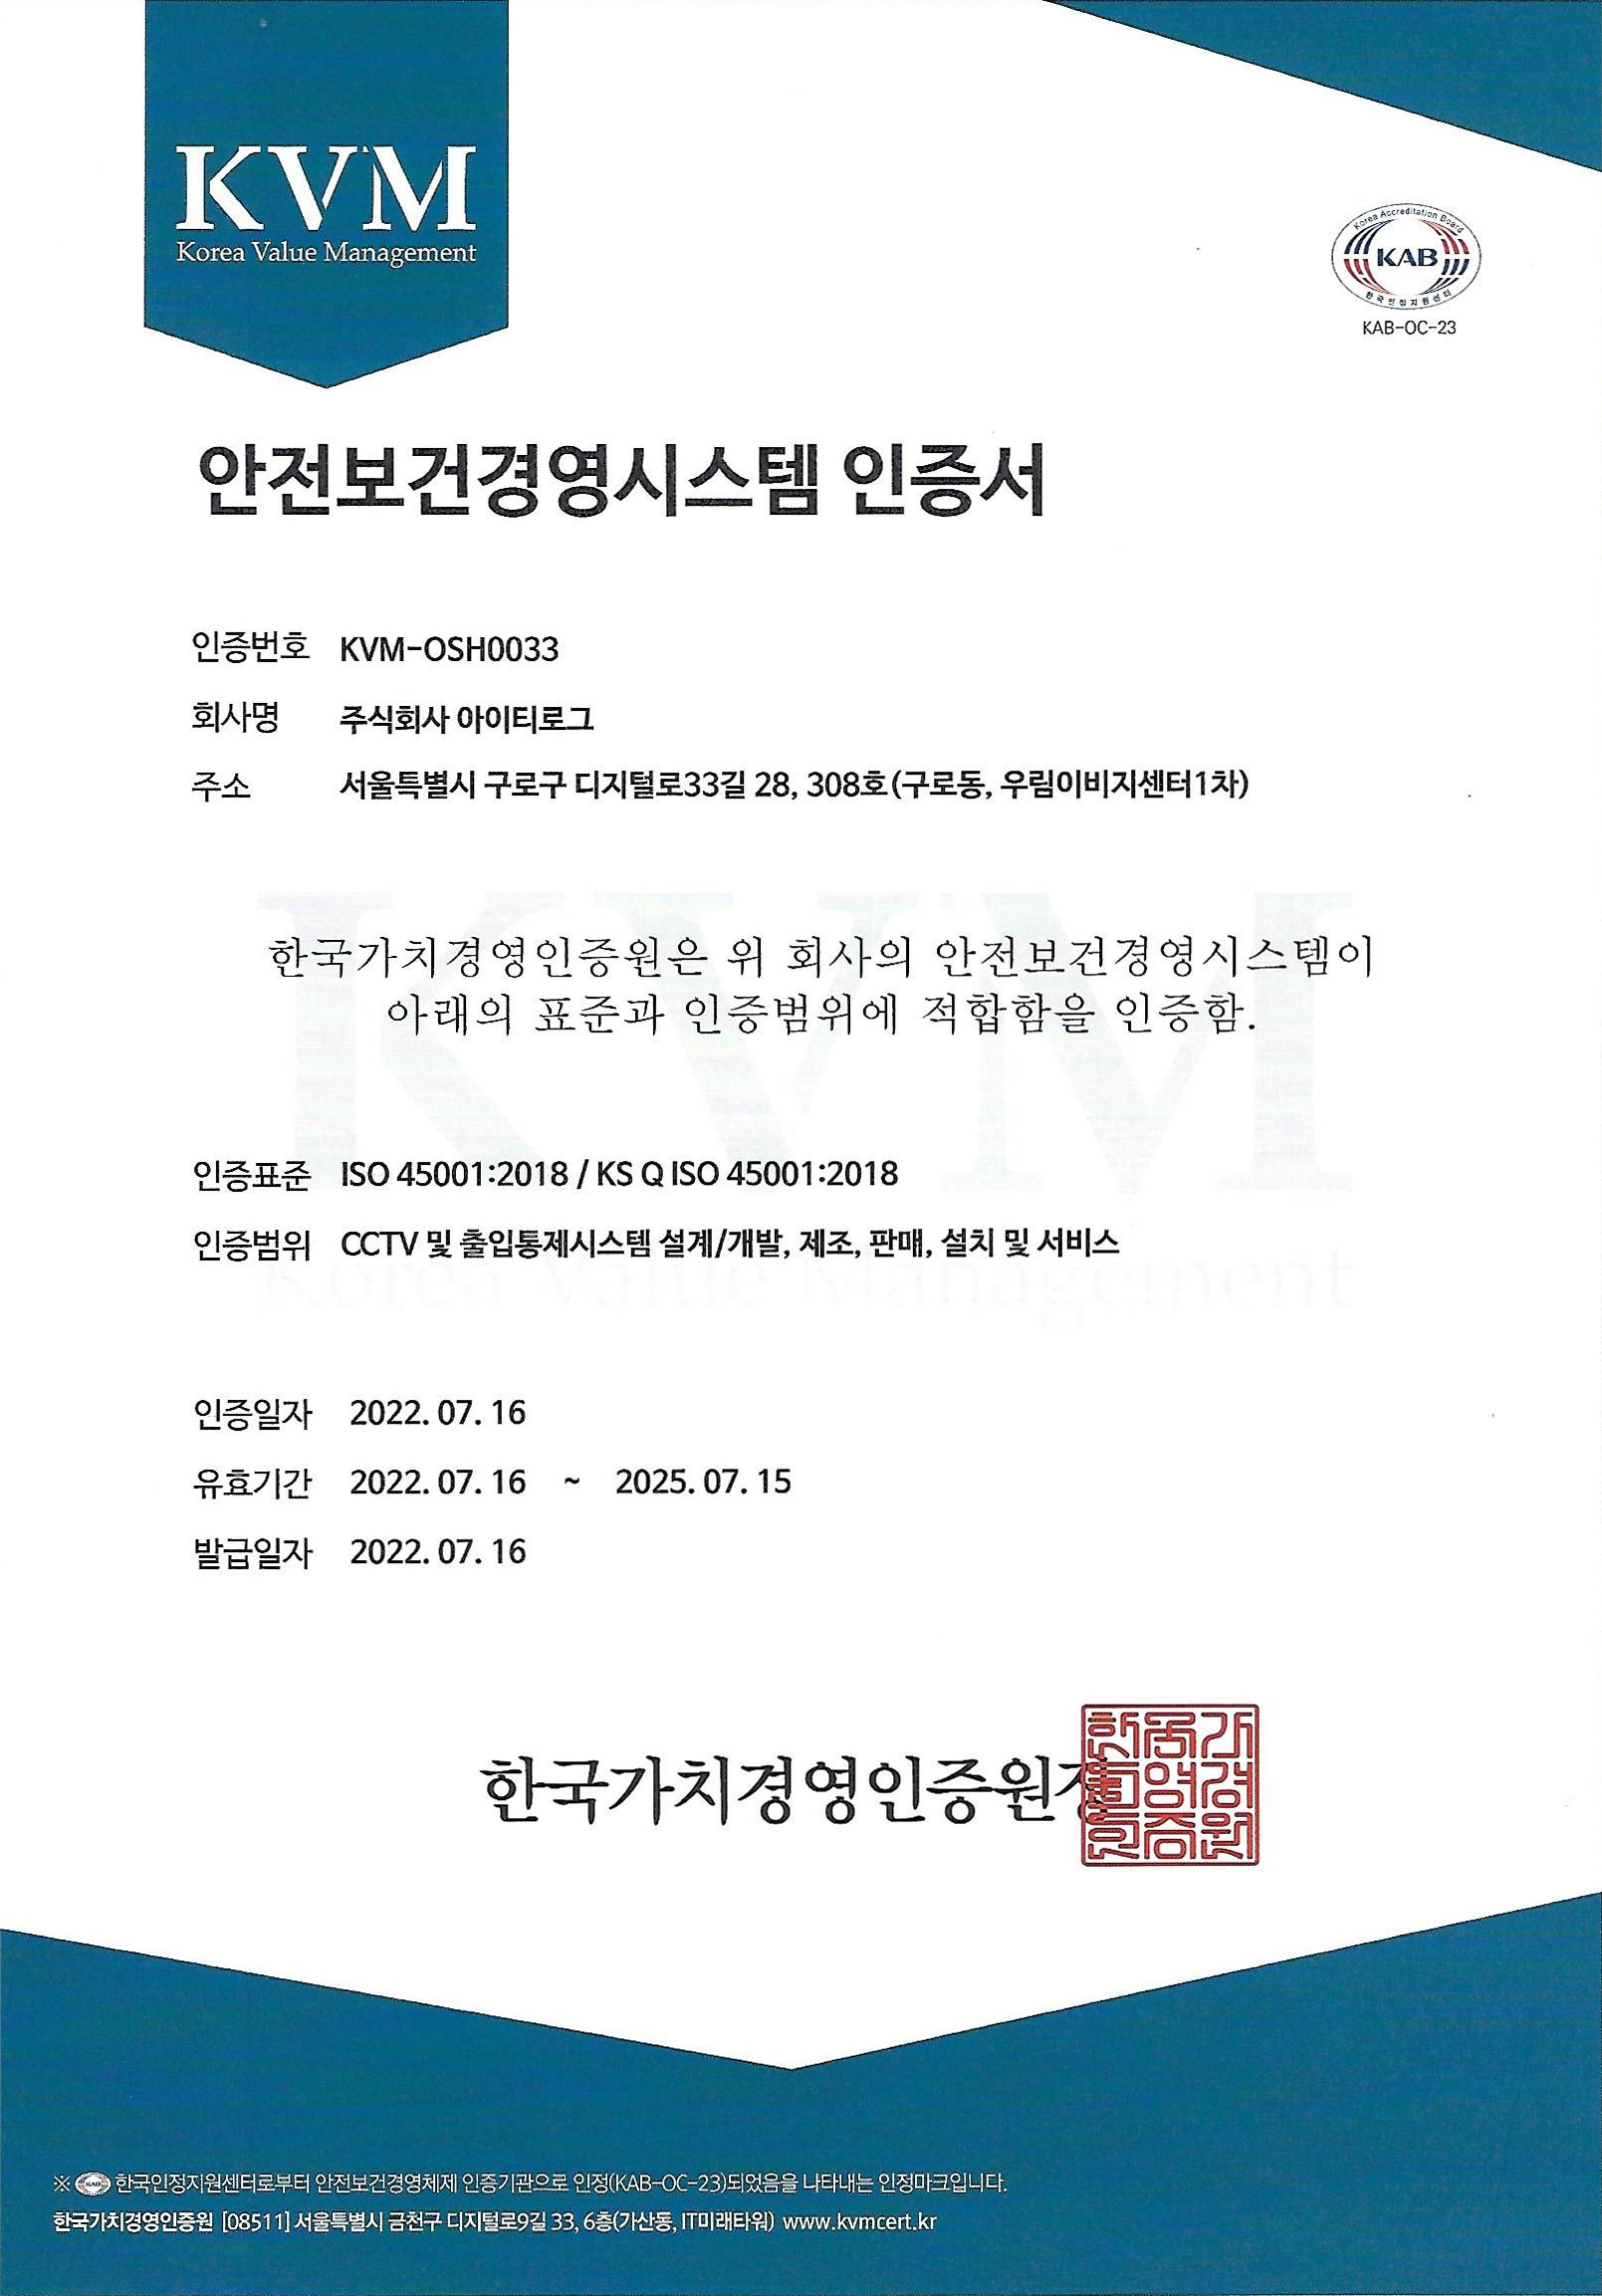 KVM
Korea Value Management
Korea Accreditation Board
KAB
한국인정지원센터
KAB-OC-23
안전보건경영시스템 인증서
인증번호 KVM-OSH0033
회사명 주식회사 아이티로그
주소 서울특별시 구로구 디지털로33길 28, 308호(구로동, 우림이비지센터1차)
한국가치경영인증원은 위 회사의 안전보건경영시스템이
아래의 표준과 인증범위에 적합함을 인증함.
인증표준 ISO 45001:2018 / KS Q ISO 45001:2018
인증범위 CCTV 및 출입통제시스템 설계/개발, 제조, 판매, 설치 및 서비스
KVM
Korea Value Management
인증일자 2022. 07. 16
유효기간 2022. 07. 16 ~ 2025. 07. 15
발급일자 2022. 07. 16
한국가치경영인증원장
한국가
치영경
인증원
※ KAB 한국인정지원센터로부터 안전보건경영체제 인증기관으로 인정(KAB-OC-23)되었음을 나타내는 인정마크입니다.
한국가치경영인증원 [08511] 서울특별시 금천구 디지털로9길 33, 6층(가산동, IT미래타워) www.kvmcert.kr